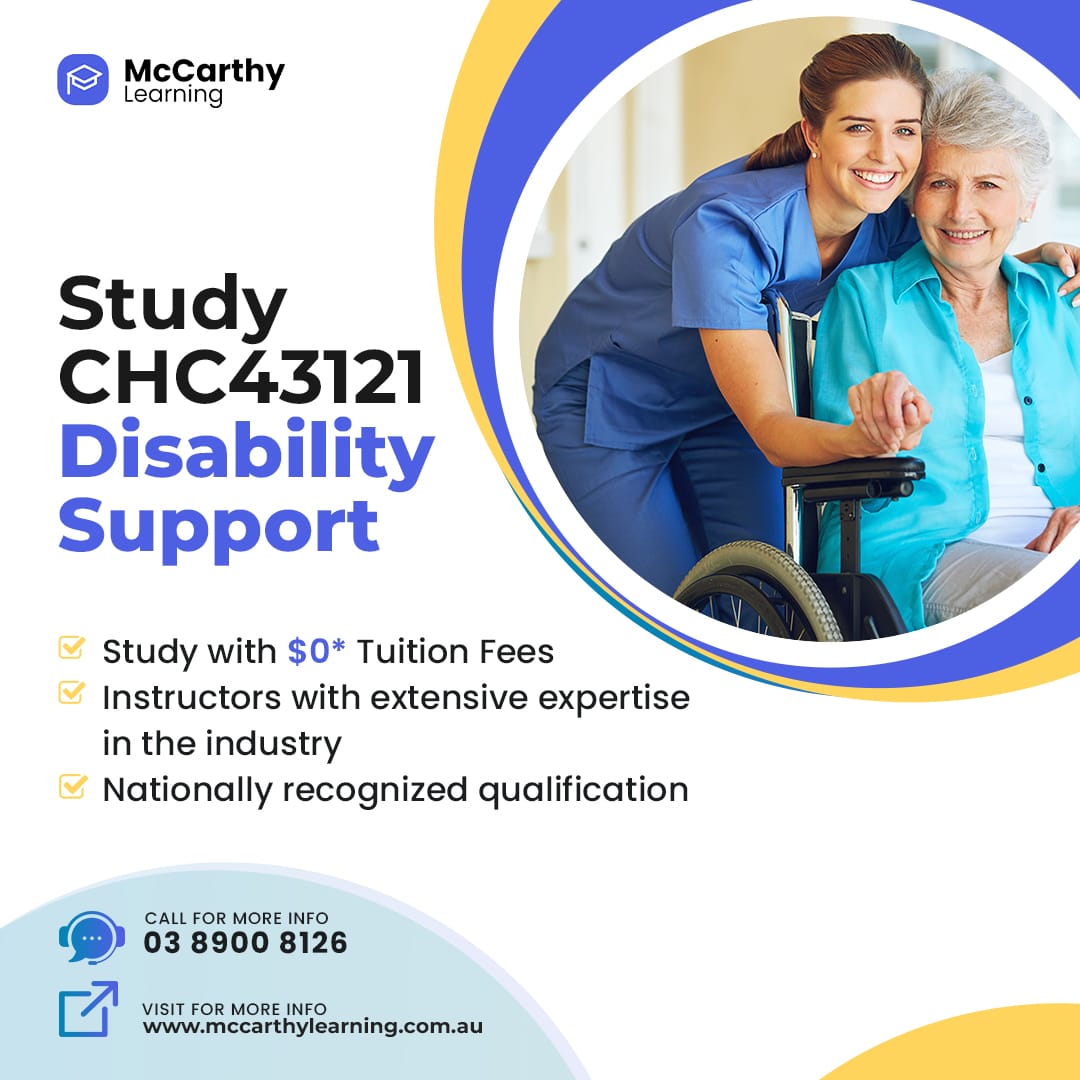 McCarthy
Learning
Study
CHC43121
Disability
Support
Study with $0* Tuition Fees
Instructors with extensive expertise
in the industry
Nationally recognized qualification
CALL FOR MORE INFO
03 8900 8126
VISIT FOR MORE INFO
www.mccarthylearning.com.au